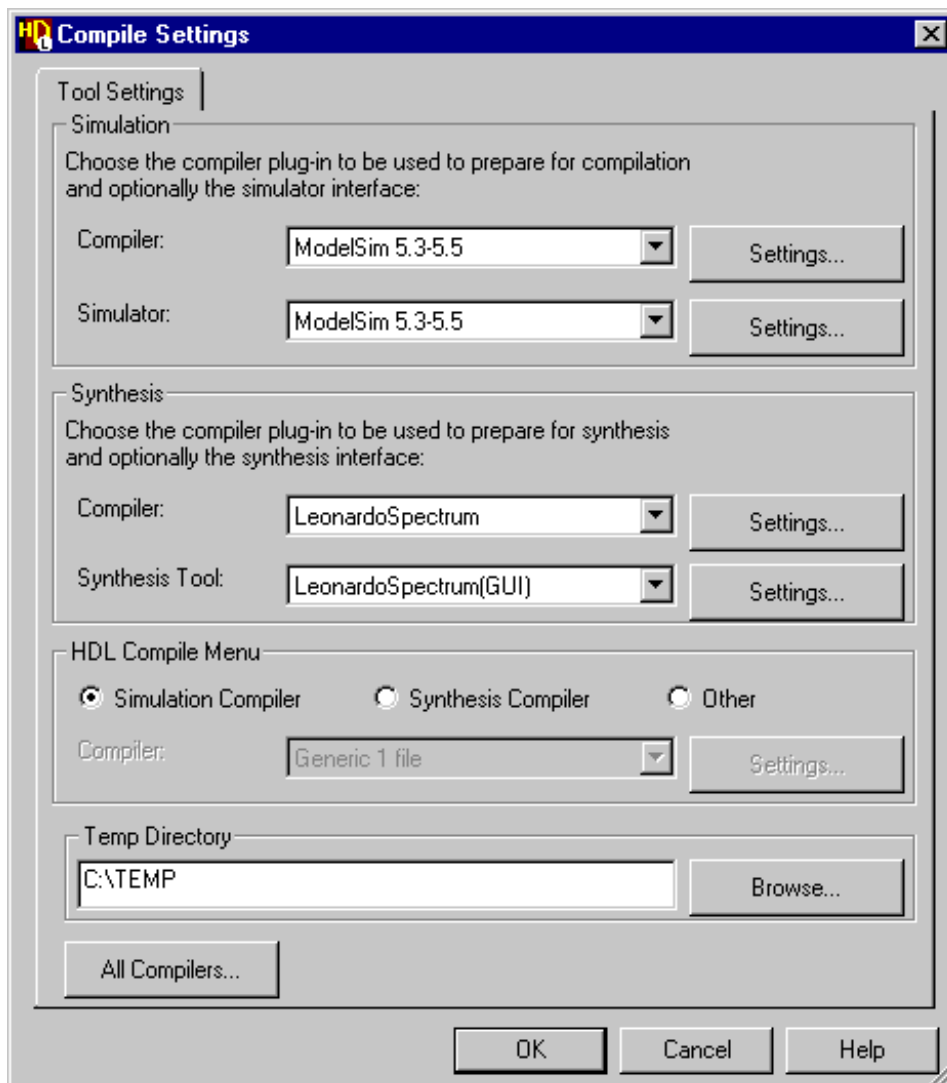 HDL Compile Settings
Tool Settings
Simulation
Choose the compiler plug-in to be used to prepare for compilation
and optionally the simulator interface:
Compiler: ModelSim 5.3-5.5 Settings...
Simulator: ModelSim 5.3-5.5 Settings...
Synthesis
Choose the compiler plug-in to be used to prepare for synthesis
and optionally the synthesis interface:
Compiler: LeonardoSpectrum Settings...
Synthesis Tool: LeonardoSpectrum(GUI) Settings...
HDL Compile Menu
Simulation Compiler Synthesis Compiler Other
Compiler: Generic 1 file Settings...
Temp Directory
C:\TEMP Browse...
All Compilers...
OK Cancel Help